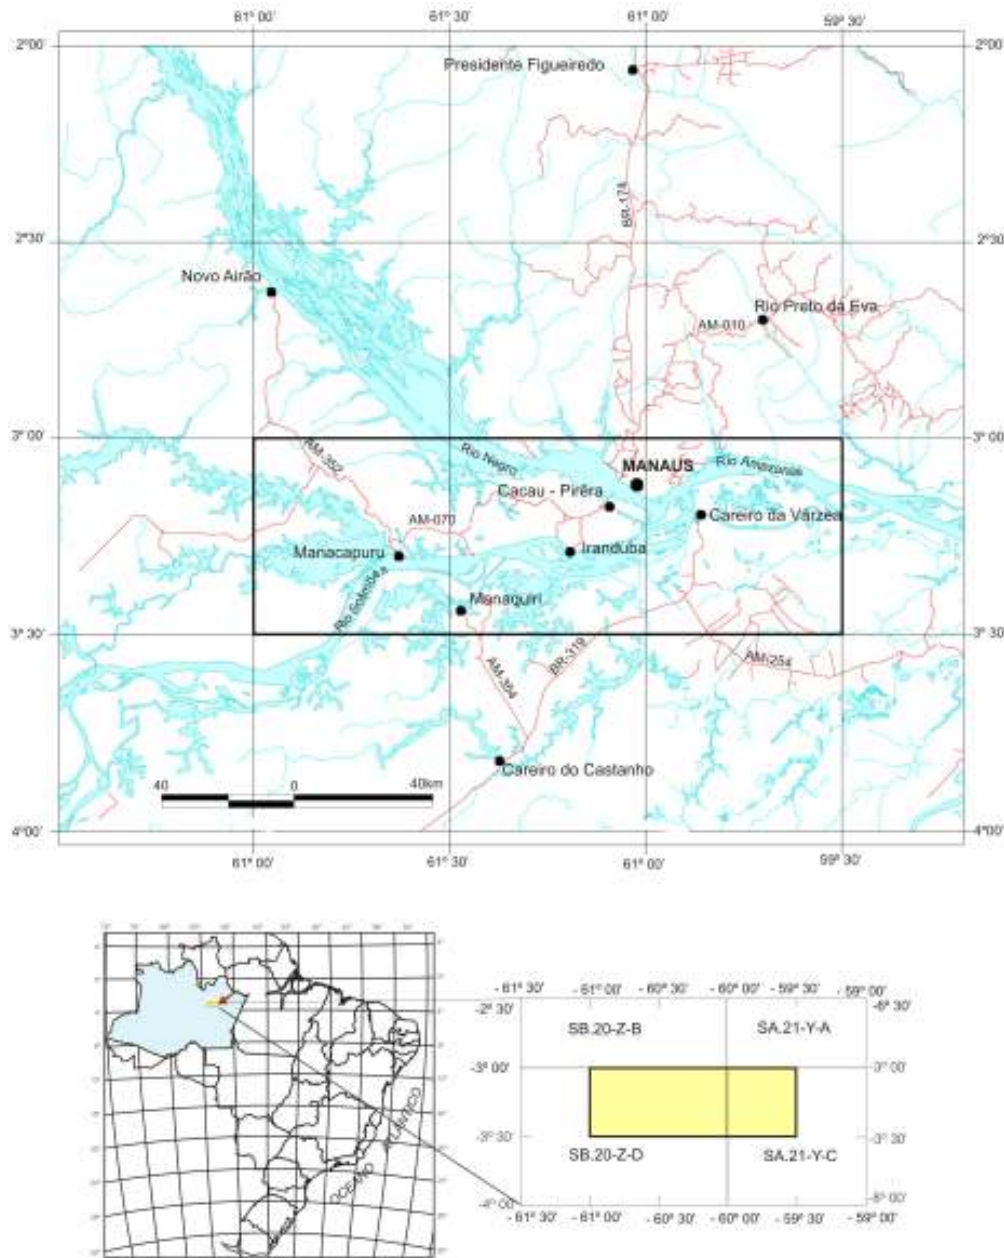 61° 00' 61° 30' 61° 00' 59° 30'
2°00' 2°00'
Presidente Figueiredo
BR-174
2°30' 2°30'
Novo Airão
Rio Preto da Eva
AM-010
3° 00' 3° 00'
AM-352
Rio Negro
MANAUS
Rio Amazonas
Cacau - Pirêra
AM-070
Careiro da Várzea
Manacapuru
Iranduba
Rio Solimões
Manaquiri
3° 30' 3° 30'
AM-354
BR-319
AM-254
Careiro do Castanho
40 0 40km
4°00' 4°00'
61° 00' 61° 30' 61° 00' 59° 30'
OCEANO ATLÂNTICO
- 61° 30' -61° 00' -60° 30' - 60° 00' -59° 30' - 59° 00'
- 2° 30' -6° 30'
SB.20-Z-B SA.21-Y-A
-3° 00' -3° 00'
-3° 30' -3° 30'
SB.20-Z-D SA.21-Y-C
-4° 00' -6° 00'
- 61° 30' -61° 00' - 60° 30' - 60° 00' - 59° 30' - 59° 00'